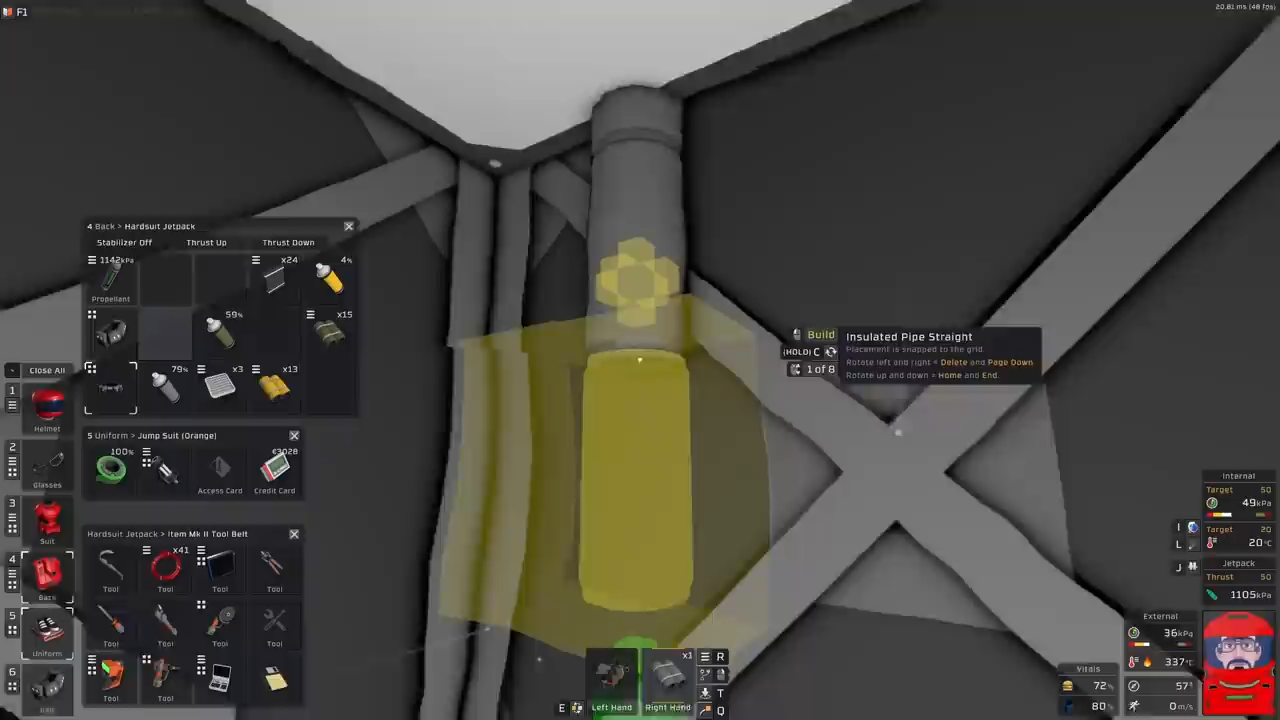 F1
20.81 ms (48 fps)
4 Back > Hardsuit Jetpack
Stabilizer Off
Thrust Up
Thrust Down
1142kPa
x24
4%
Propellant
59%
x15
79%
x3
x13
Close All
1
Helmet
2
Glasses
3
Suit
4
Back
5
Uniform
6
5 Uniform > Jump Suit (Orange)
100%
€3028
Access Card
Credit Card
Hardsuit Jetpack > Item Mk II Tool Belt
x41
Tool
Tool
Tool
Tool
Tool
Tool
Tool
Tool
Tool
Tool
Tool
Tool
Build
(HOLD) C
1 of 8
Insulated Pipe Straight
Placement is snapped to the grid.
Rotate left and right = Delete and Page Down
Rotate up and down = Home and End.
x3
R
T
E
Left Hand
Right Hand
Q
Internal
Target 50
49kPa
Target 20
20°C
I
L
J
Jetpack
Thrust 50
1105kPa
External
36kPa
337°C
57°
0m/s
Vitals
72%
80%